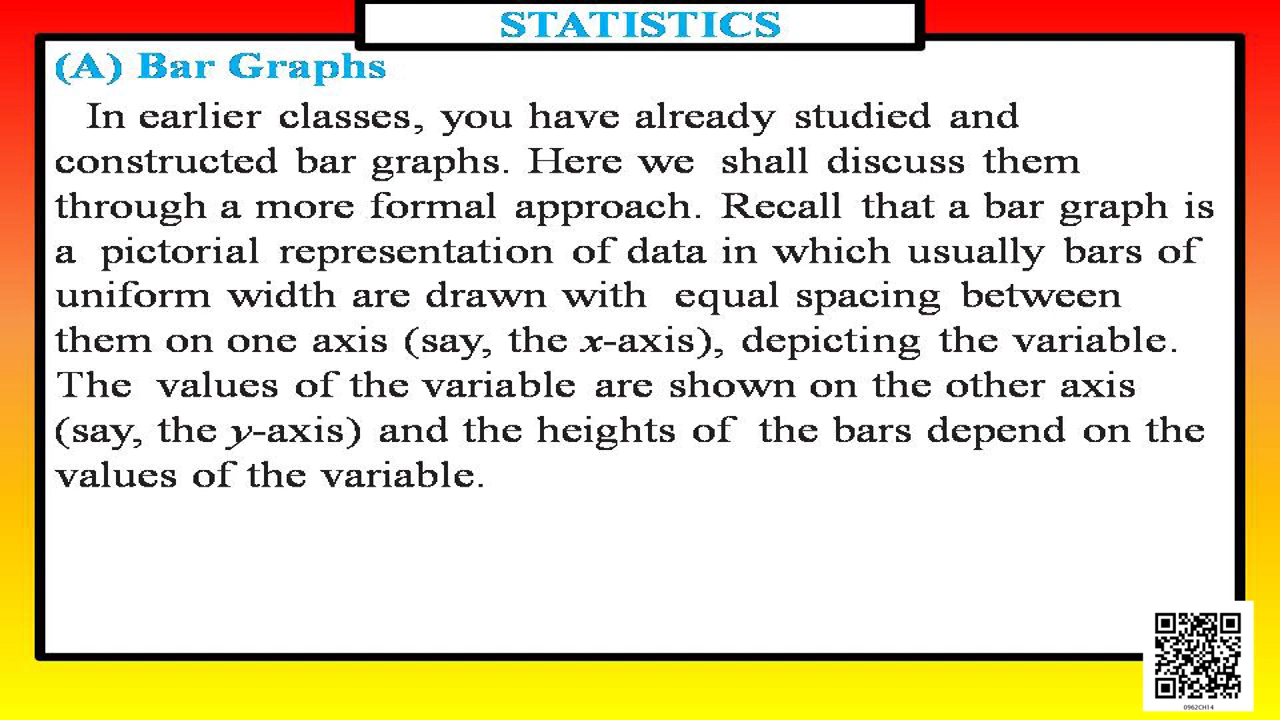 STATISTICS
(A) Bar Graphs
In earlier classes, you have already studied and
constructed bar graphs. Here we shall discuss them
through a more formal approach. Recall that a bar graph is
a pictorial representation of data in which usually bars of
uniform width are drawn with equal spacing between
them on one axis (say, the x-axis), depicting the variable.
The values of the variable are shown on the other axis
(say, the y-axis) and the heights of the bars depend on the
values of the variable.
0962CH14